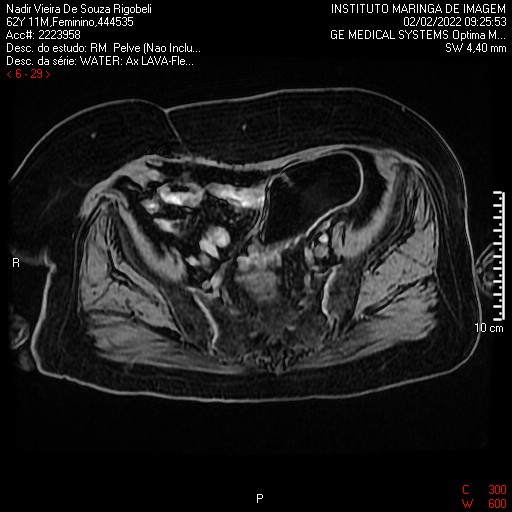 Nadir Vieira De Souza Rigobeli
62Y 11M,Feminino,444535
Acc#: 2223958
Desc. do estudo: RM Pelve (Nao Inclu...
Desc. da série: WATER: Ax LAVA-Fle...
< 6 - 29 >
INSTITUTO MARINGA DE IMAGEM
02/02/2022 09:25:53
GE MEDICAL SYSTEMS Optima M...
SW 4,40 mm
R
10 cm
P
C 300
W 600